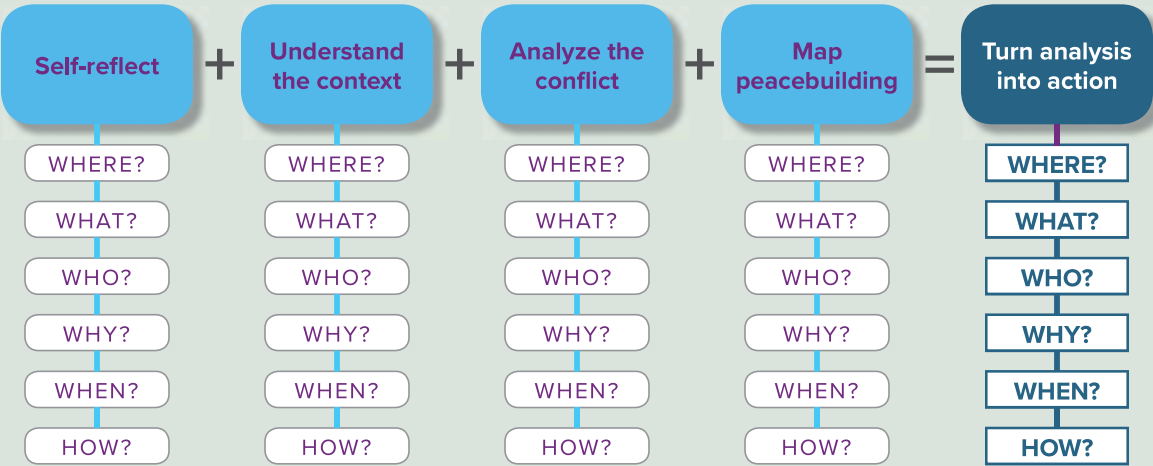 Self-reflect
+
Understand
the context
+
Analyze the
conflict
+
Map
peacebuilding
=
Turn analysis
into action
WHERE?
WHAT?
WHO?
WHY?
WHEN?
HOW?
WHERE?
WHAT?
WHO?
WHY?
WHEN?
HOW?
WHERE?
WHAT?
WHO?
WHY?
WHEN?
HOW?
WHERE?
WHAT?
WHO?
WHY?
WHEN?
HOW?
WHERE?
WHAT?
WHO?
WHY?
WHEN?
HOW?